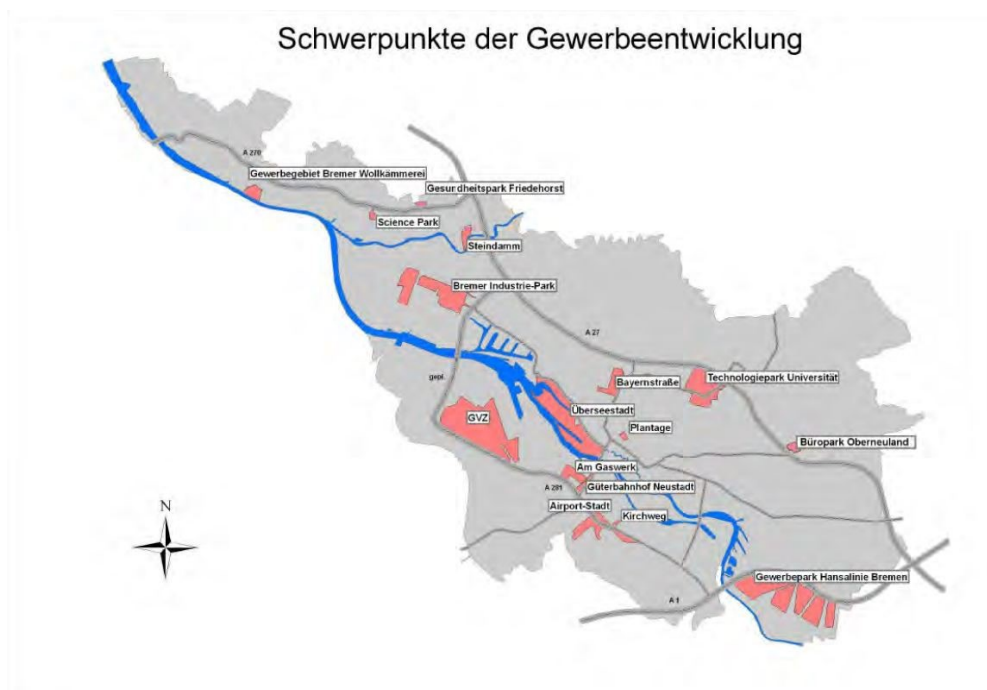 Schwerpunkte der Gewerbeentwicklung
A 270
Gewerbegebiet Bremer Wollkämmerei
Gesundheitspark Friedehorst
Science Park
Steindamm
Bremer Industrie-Park
A 27
gepl.
Bayernstraße
Technologiepark Universität
Überseestadt
GVZ
Plantage
Büropark Oberneuland
Am Gaswerk
A 281
Güterbahnhof Neustadt
Airport-Stadt
Kirchweg
N
Gewerbepark Hansalinie Bremen
A 1